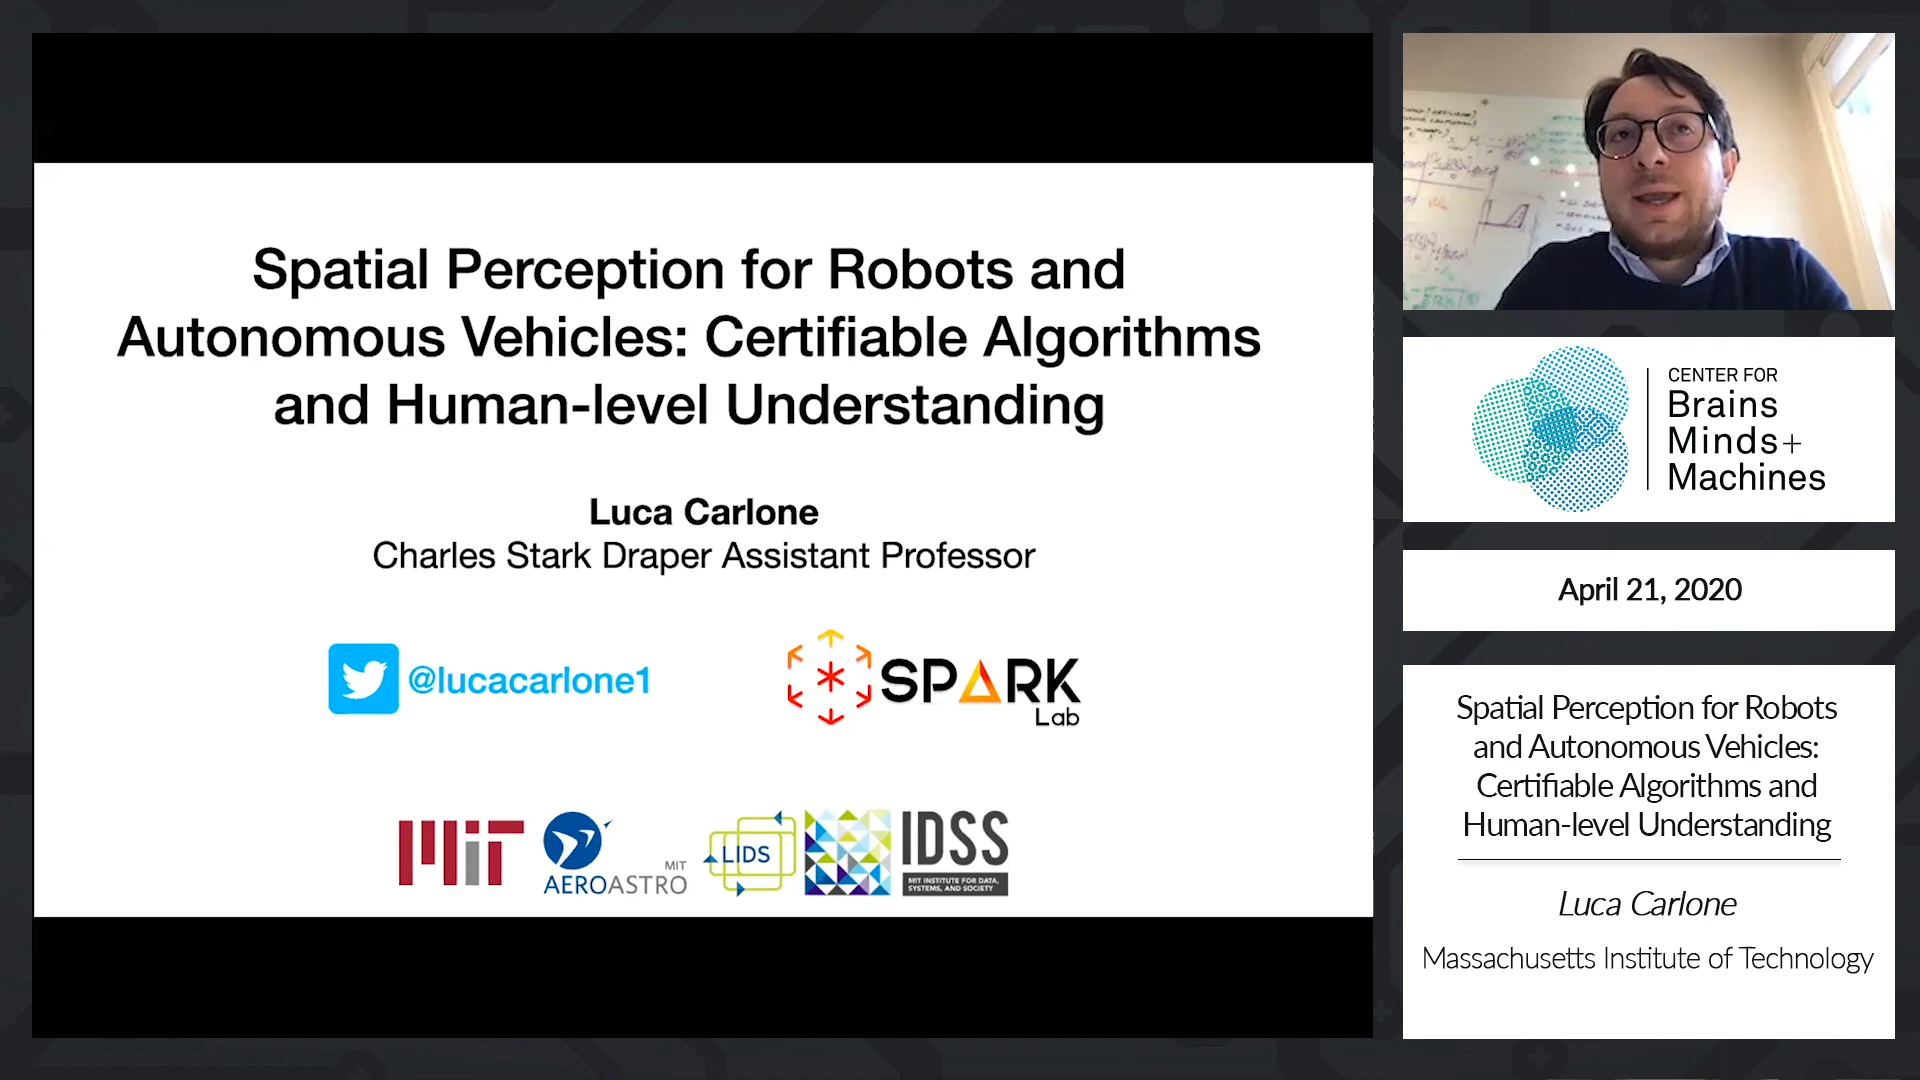 Spatial Perception for Robots and
Autonomous Vehicles: Certifiable Algorithms
and Human-level Understanding
Luca Carlone
Charles Stark Draper Assistant Professor
@lucacarlone1
SPARK
Lab
MIT
MIT
AEROASTRO
LIDS
IDSS
MIT INSTITUTE FOR DATA,
SYSTEMS, AND SOCIETY
CENTER FOR
Brains
Minds+
Machines
April 21, 2020
Spatial Perception for Robots
and Autonomous Vehicles:
Certifiable Algorithms and
Human-level Understanding
Luca Carlone
Massachusetts Institute of Technology